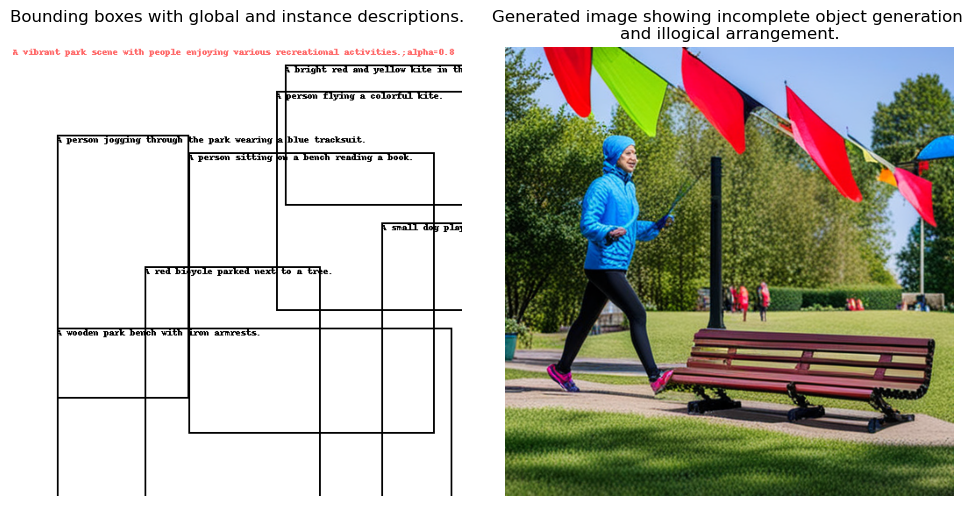 Bounding boxes with global and instance descriptions.
Generated image showing incomplete object generation
and illogical arrangement.
A vibrant park scene with people enjoying various recreational activities.;alpha=0.8
A bright red and yellow kite in th
A person flying a colorful kite.
A person jogging through the park wearing a blue tracksuit.
A person sitting on a bench reading a book.
A small dog play
A red bicycle parked next to a tree.
A wooden park bench with iron armrests.